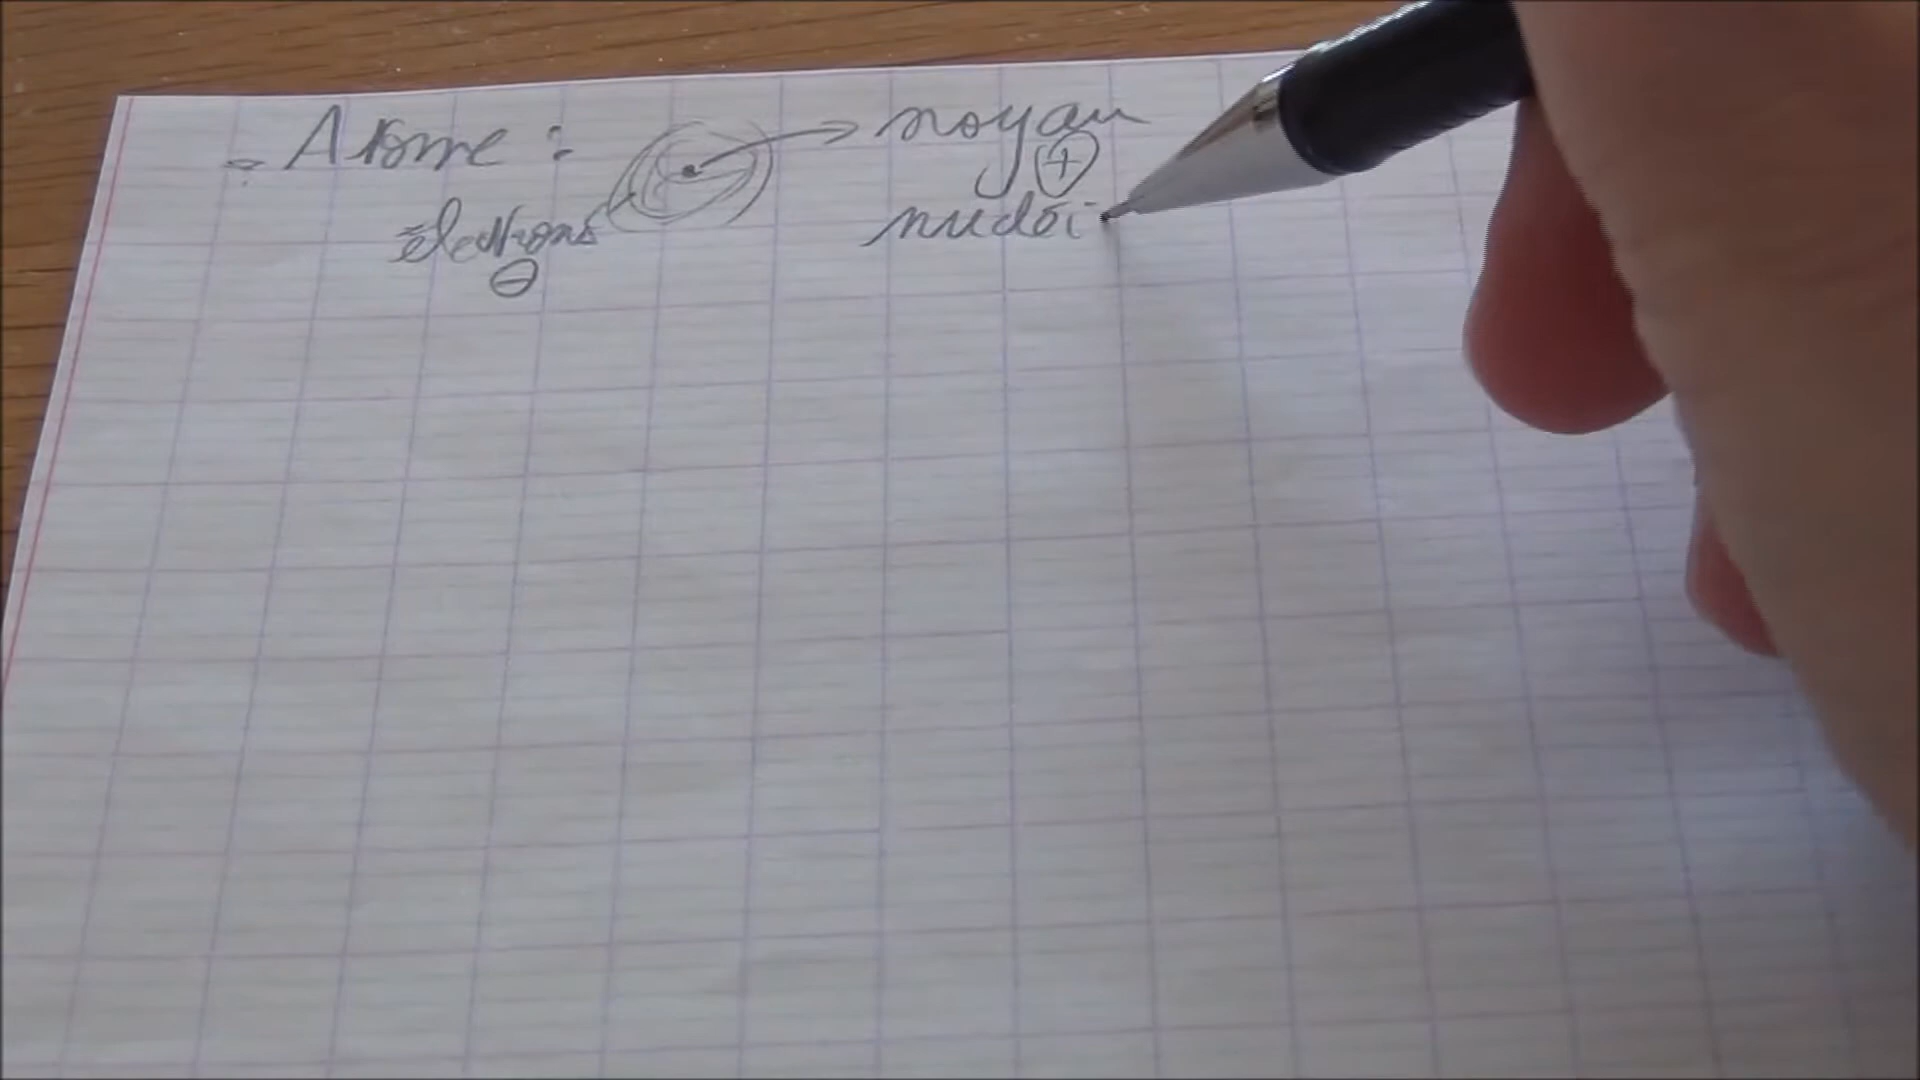 - Atome : noyau
électrons +
- nucléi